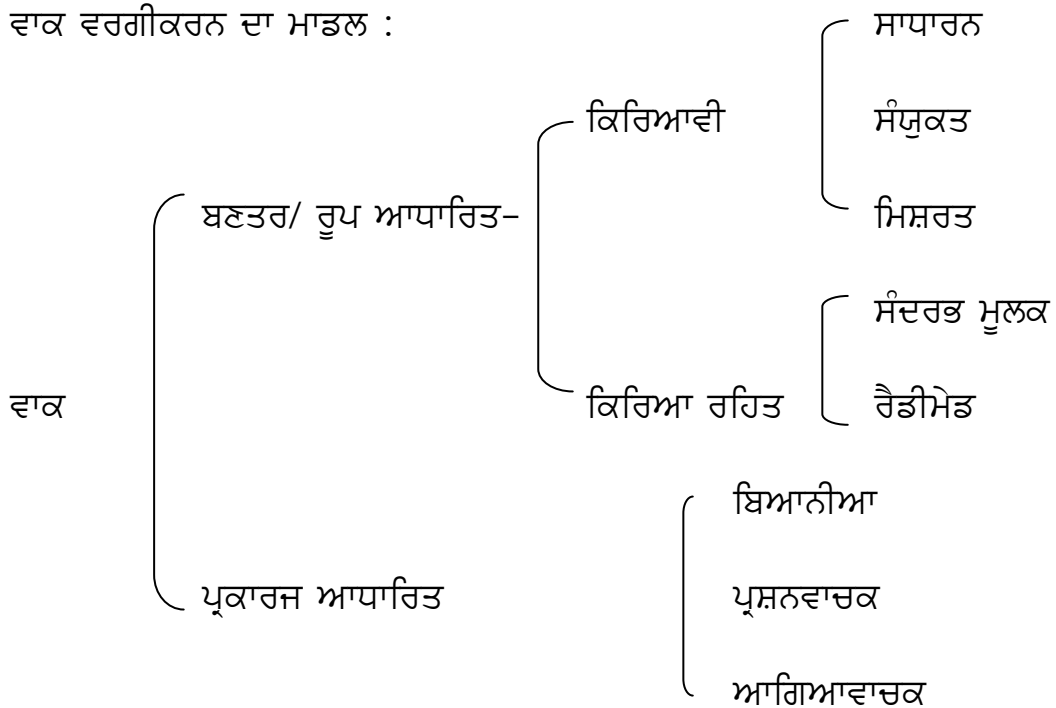 ਵਾਕ ਵਰਗੀਕਰਨ ਦਾ ਮਾਡਲ :
ਸਾਧਾਰਨ
ਕਿਰਿਆਵੀ
ਸੰਯੁਕਤ
ਬਣਤਰ/ ਰੂਪ ਆਧਾਰਿਤ–
ਮਿਸ਼ਰਤ
ਸੰਦਰਭ ਮੂਲਕ
ਵਾਕ
ਕਿਰਿਆ ਰਹਿਤ
ਰੈਡੀਮੇਡ
ਬਿਆਨੀਆ
ਪ੍ਰਕਾਰਜ ਆਧਾਰਿਤ
ਪ੍ਰਸ਼ਨਵਾਚਕ
ਆਗਿਆਵਾਚਕ